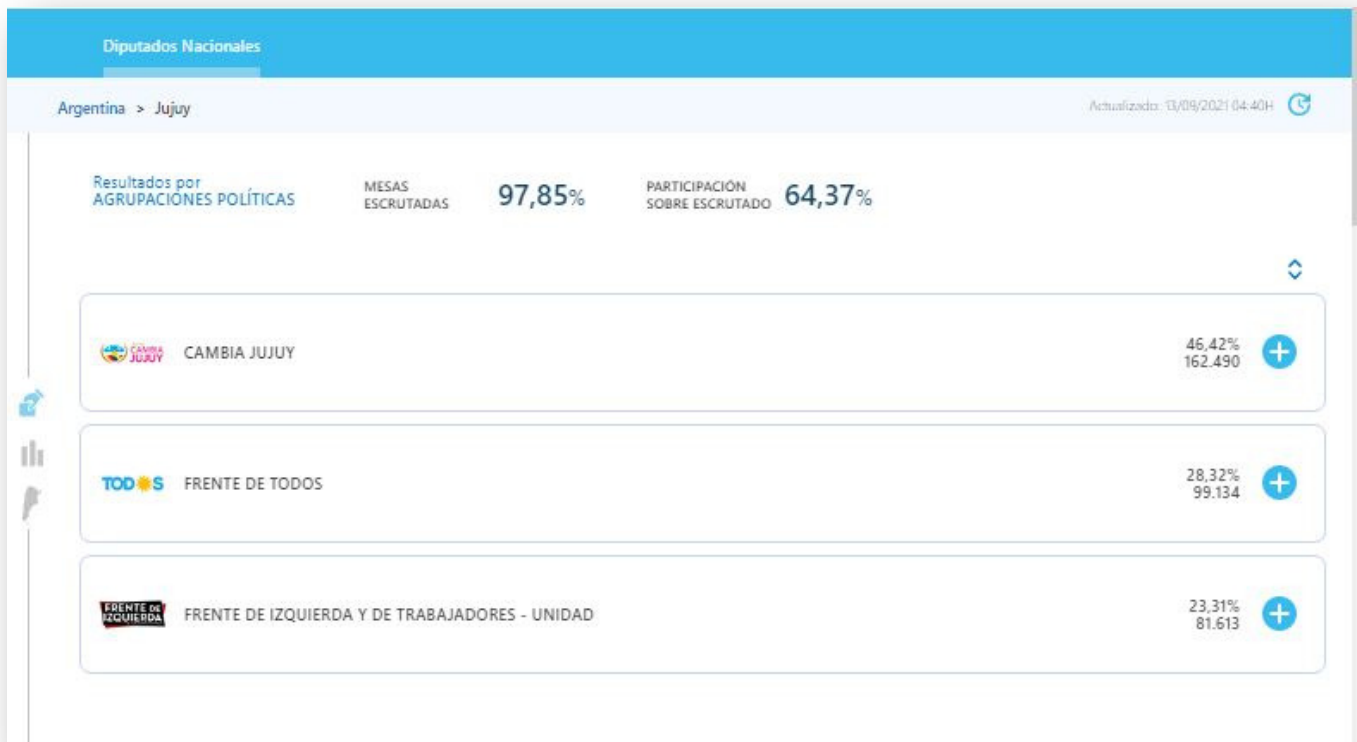 Diputados Nacionales
Argentina > Jujuy
Actualizado: 13/09/2021 04:40H
Resultados por
AGRUPACIONES POLÍTICAS
MESAS
ESCRUTADAS
97,85%
PARTICIPACIÓN
SOBRE ESCRUTADO
64,37%
CAMBIA JUJUY
CAMBIA JUJUY
46,42%
162.490
TODOS
FRENTE DE TODOS
28,32%
99.134
FRENTE DE
IZQUIERDA
FRENTE DE IZQUIERDA Y DE TRABAJADORES - UNIDAD
23,31%
81.613